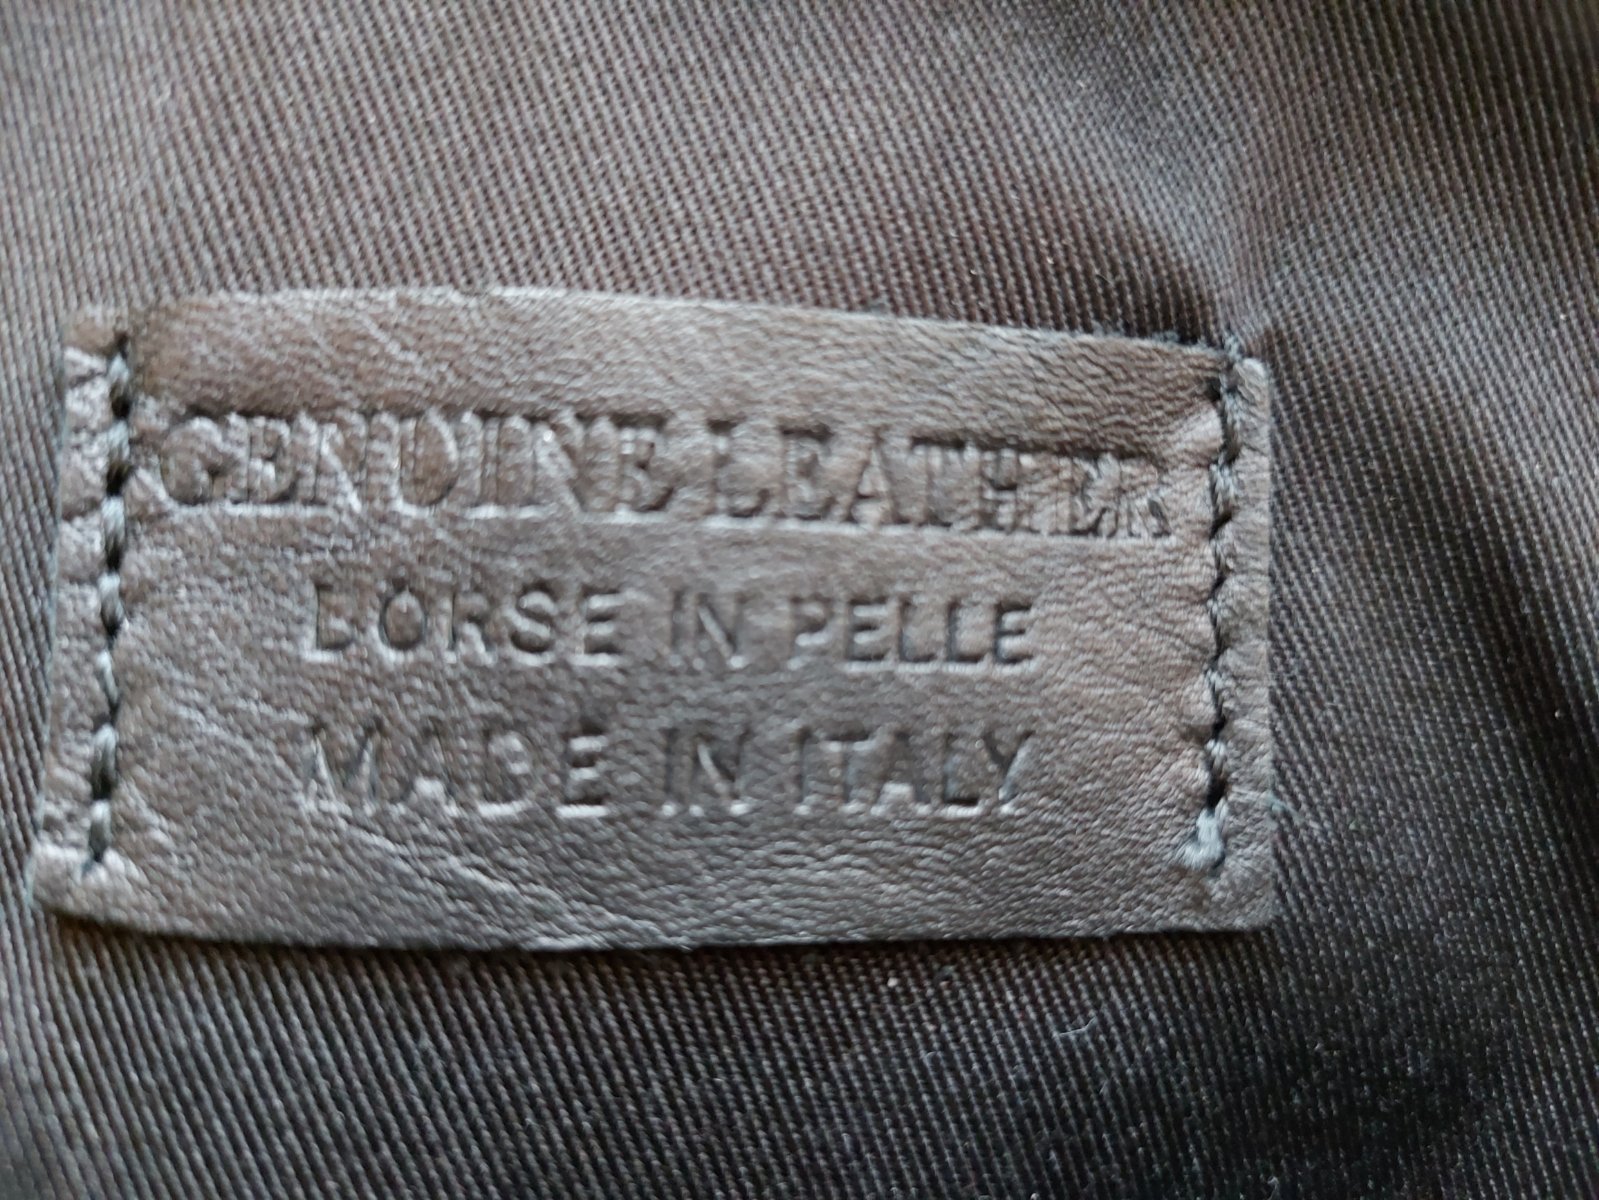 GENUINE LEATHER
BORSE IN PELLE
MADE IN ITALY